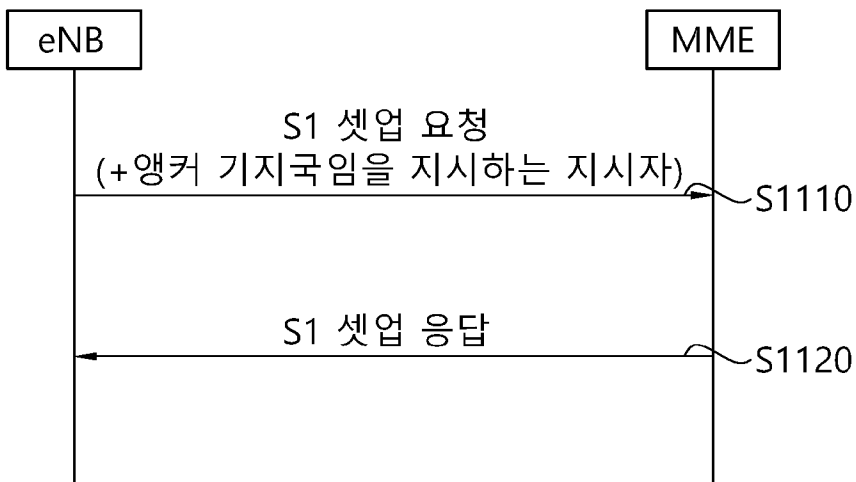 eNB
MME
S1 셋업 요청
(+앵커 기지국임을 지시하는 지시자)
S1110
S1 셋업 응답
S1120